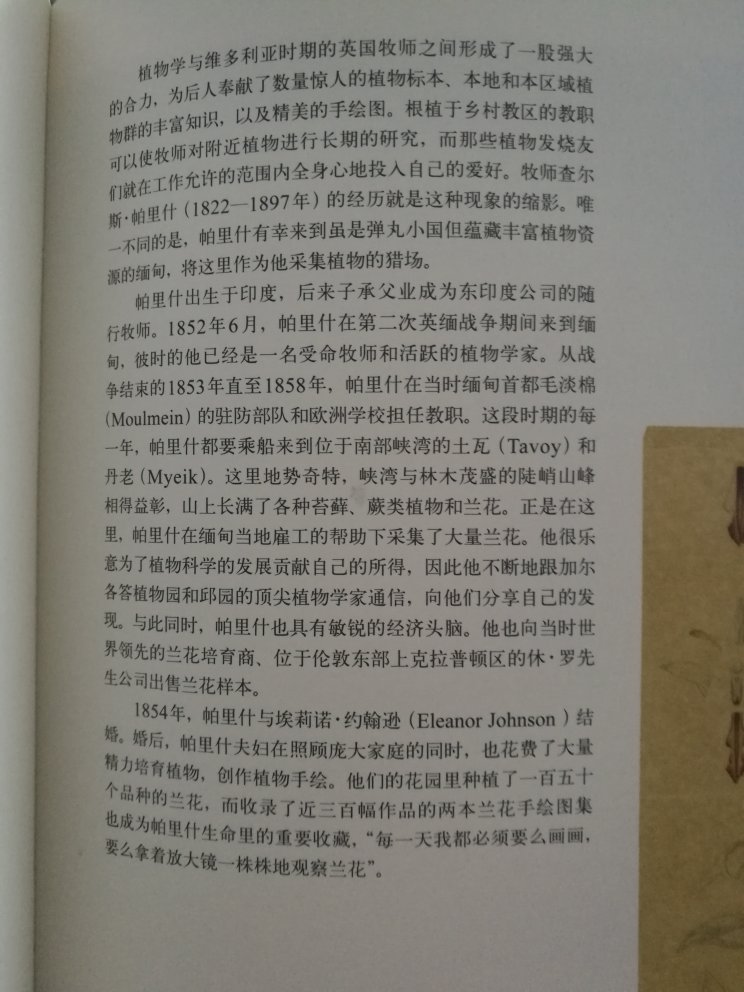 植物学与维多利亚时期的英国牧师之间形成了一股强大
的合力，为后人奉献了数量惊人的植物标本、本地和本区域植
物群的丰富知识，以及精美的手绘图。根植于乡村教区的教职
可以使牧师对附近植物进行长期的研究，而那些植物发烧友
们就在工作允许的范围内全身心地投入自己的爱好。牧师查尔
斯·帕里什（1822—1897年）的经历就是这种现象的缩影。唯
一不同的是，帕里什有幸来到虽是弹丸小国但蕴藏丰富植物资
源的缅甸，将这里作为他采集植物的猎场。
帕里什出生于印度，后来子承父业成为东印度公司的随
行牧师。1852年6月，帕里什在第二次英缅战争期间来到缅
甸，彼时的他已经是一名受命牧师和活跃的植物学家。从战
争结束的1853年直至1858年，帕里什在当时缅甸首都毛淡棉
（Moulmein）的驻防部队和欧洲学校担任教职。这段时期的每
一年，帕里什都要乘船来到位于南部峡湾的土瓦（Tavoy）和
丹老（Myeik）。这里地势奇特，峡湾与林木茂盛的陡峭山峰
相得益彰，山上长满了各种苔藓、蕨类植物和兰花。正是在这
里，帕里什在缅甸当地雇工的帮助下采集了大量兰花。他很乐
意为了植物科学的发展贡献自己的所得，因此他不断地跟加尔
各答植物园和邱园的顶尖植物学家通信，向他们分享自己的发
现。与此同时，帕里什也具有敏锐的经济头脑。他也向当时世
界领先的兰花培育商、位于伦敦东部上克拉普顿区的休·罗先
生公司出售兰花样本。
1854年，帕里什与埃莉诺·约翰逊（Eleanor Johnson ）结
婚。婚后，帕里什夫妇在照顾庞大家庭的同时，也花费了大量
精力培育植物，创作植物手绘。他们的花园里种植了一百五十
个品种的兰花，而收录了近三百幅作品的两本兰花手绘图集
也成为帕里什生命里的重要收藏，“每一天我都必须要么画画，
要么拿着放大镜一株株地观察兰花”。